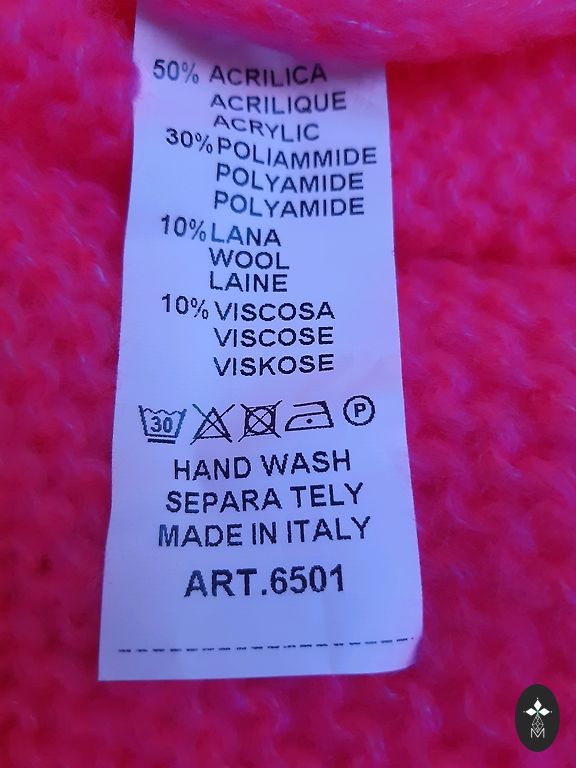 50% ACRILICA
ACRILIQUE
ACRYLIC
30% POLIAMMIDE
POLYAMIDE
POLYAMIDE
10% LANA
WOOL
LAINE
10% VISCOSA
VISCOSE
VISKOSE
30 P
HAND WASH
SEPARA TELY
MADE IN ITALY
ART.6501
M